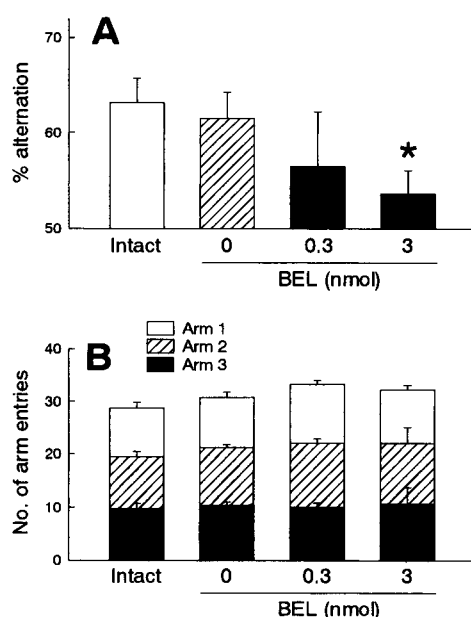 A
70
60
50
% alternation
*
Intact 0 0.3 3
BEL (nmol)
B
Arm 1
Arm 2
Arm 3
40
30
20
10
0
No. of arm entries
Intact 0 0.3 3
BEL (nmol)